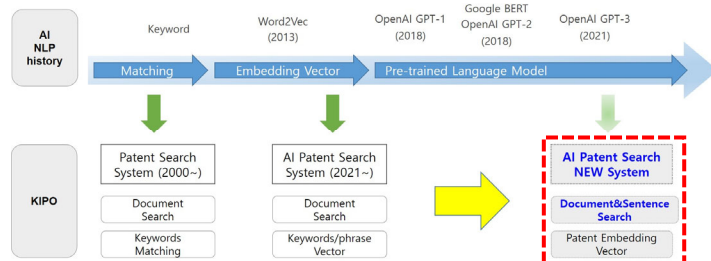 AI
NLP
history
Keyword
Word2Vec
(2013)
OpenAI GPT-1
(2018)
Google BERT
OpenAI GPT-2
(2018)
OpenAI GPT-3
(2021)
Matching
Embedding Vector
Pre-trained Language Model
KIPO
Patent Search
System (2000~)
Document
Search
Keywords
Matching
AI Patent Search
System (2021~)
Document
Search
Keywords/phrase
Vector
AI Patent Search
NEW System
Document&Sentence
Search
Patent Embedding
Vector